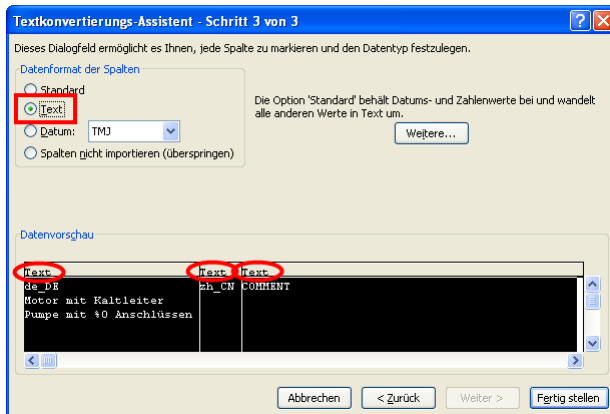 Textkonvertierungs-Assistent - Schritt 3 von 3
Dieses Dialogfeld ermöglicht es Ihnen, jede Spalte zu markieren und den Datentyp festzulegen.
Datenformat der Spalten
Standard
Text
Datum: TMJ
Spalten nicht importieren (überspringen)
Die Option 'Standard' behält Datums- und Zahlenwerte bei und wandelt
alle anderen Werte in Text um.
Weitere...
Datenvorschau
Text Text Text
de_DE zh_CN COMMENT
Motor mit Kaltleiter
Pumpe mit %0 Anschlüssen
Abbrechen < Zurück Weiter > Fertig stellen